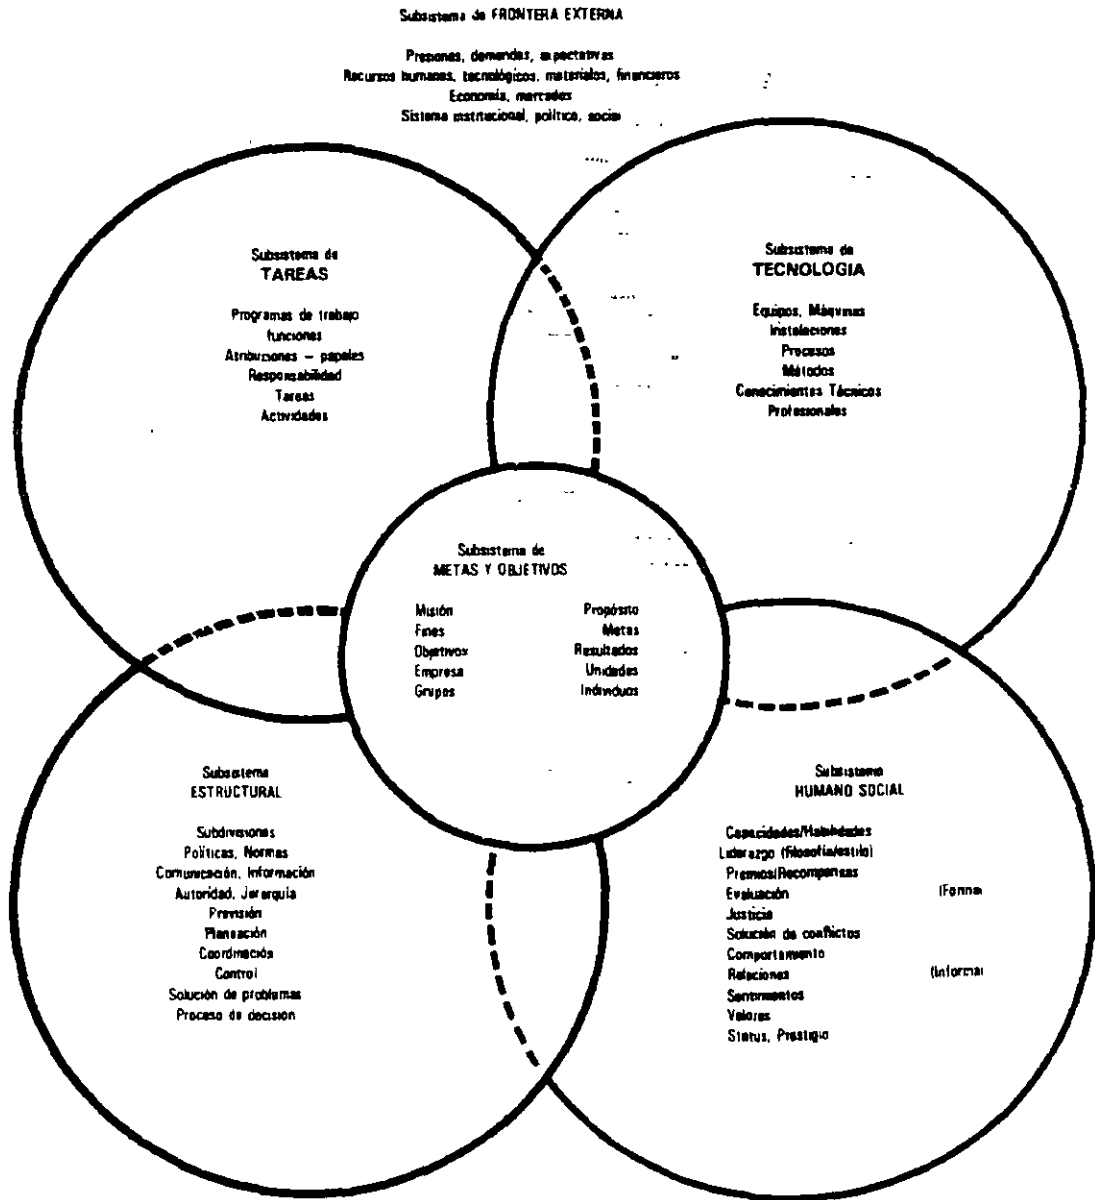 Subsistema de FRONTERA EXTERNA
Presiones, demandas, expectativas
Recursos humanos, tecnológicos, materiales, financieros
Economía, mercados
Sistema institucional, político, social
Subsistema de
TAREAS
Programas de trabajo
funciones
Atribuciones – papeles
Responsabilidad
Tareas
Actividades
Subsistema de
TECNOLOGIA
Equipos, Máquinas
Instalaciones
Procesos
Métodos
Conocimientos Técnicos
Profesionales
Subsistema de
METAS Y OBJETIVOS
Misión Propósito
Fines Metas
Objetivos Resultados
Empresa Unidades
Grupos Individuos
Subsistema
ESTRUCTURAL
Subdivisiones
Políticas, Normas
Comunicación, Información
Autoridad, Jerarquía
Previsión
Planeación
Coordinación
Control
Solución de problemas
Proceso de decisión
Subsistema
HUMANO SOCIAL
Capacidades/Habilidades
Liderazgo (filosofía/estilo)
Premios/Recompensas
Evaluación (Formal
Justicia
Solución de conflictos
Comportamiento
Relaciones (Informal
Sentimientos
Valores
Status, Prestigio